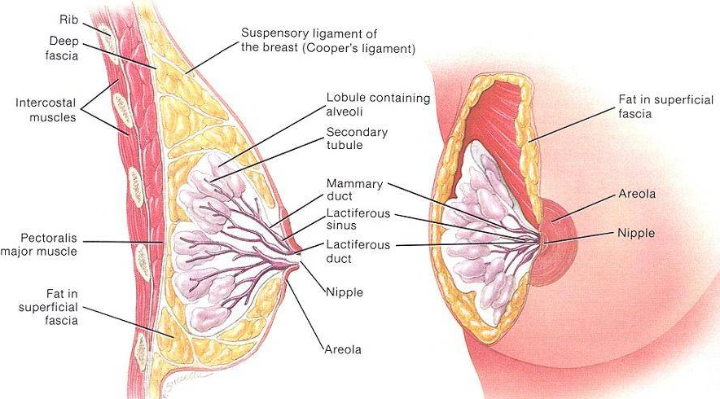 Rib
Deep
fascia
Intercostal
muscles
Pectoralis
major muscle
Fat in
superficial
fascia
Suspensory ligament of
the breast (Cooper's ligament)
Lobule containing
alveoli
Secondary
tubule
Mammary
duct
Lactiferous
sinus
Lactiferous
duct
Nipple
Areola
Fat in superficial
fascia
Areola
Nipple